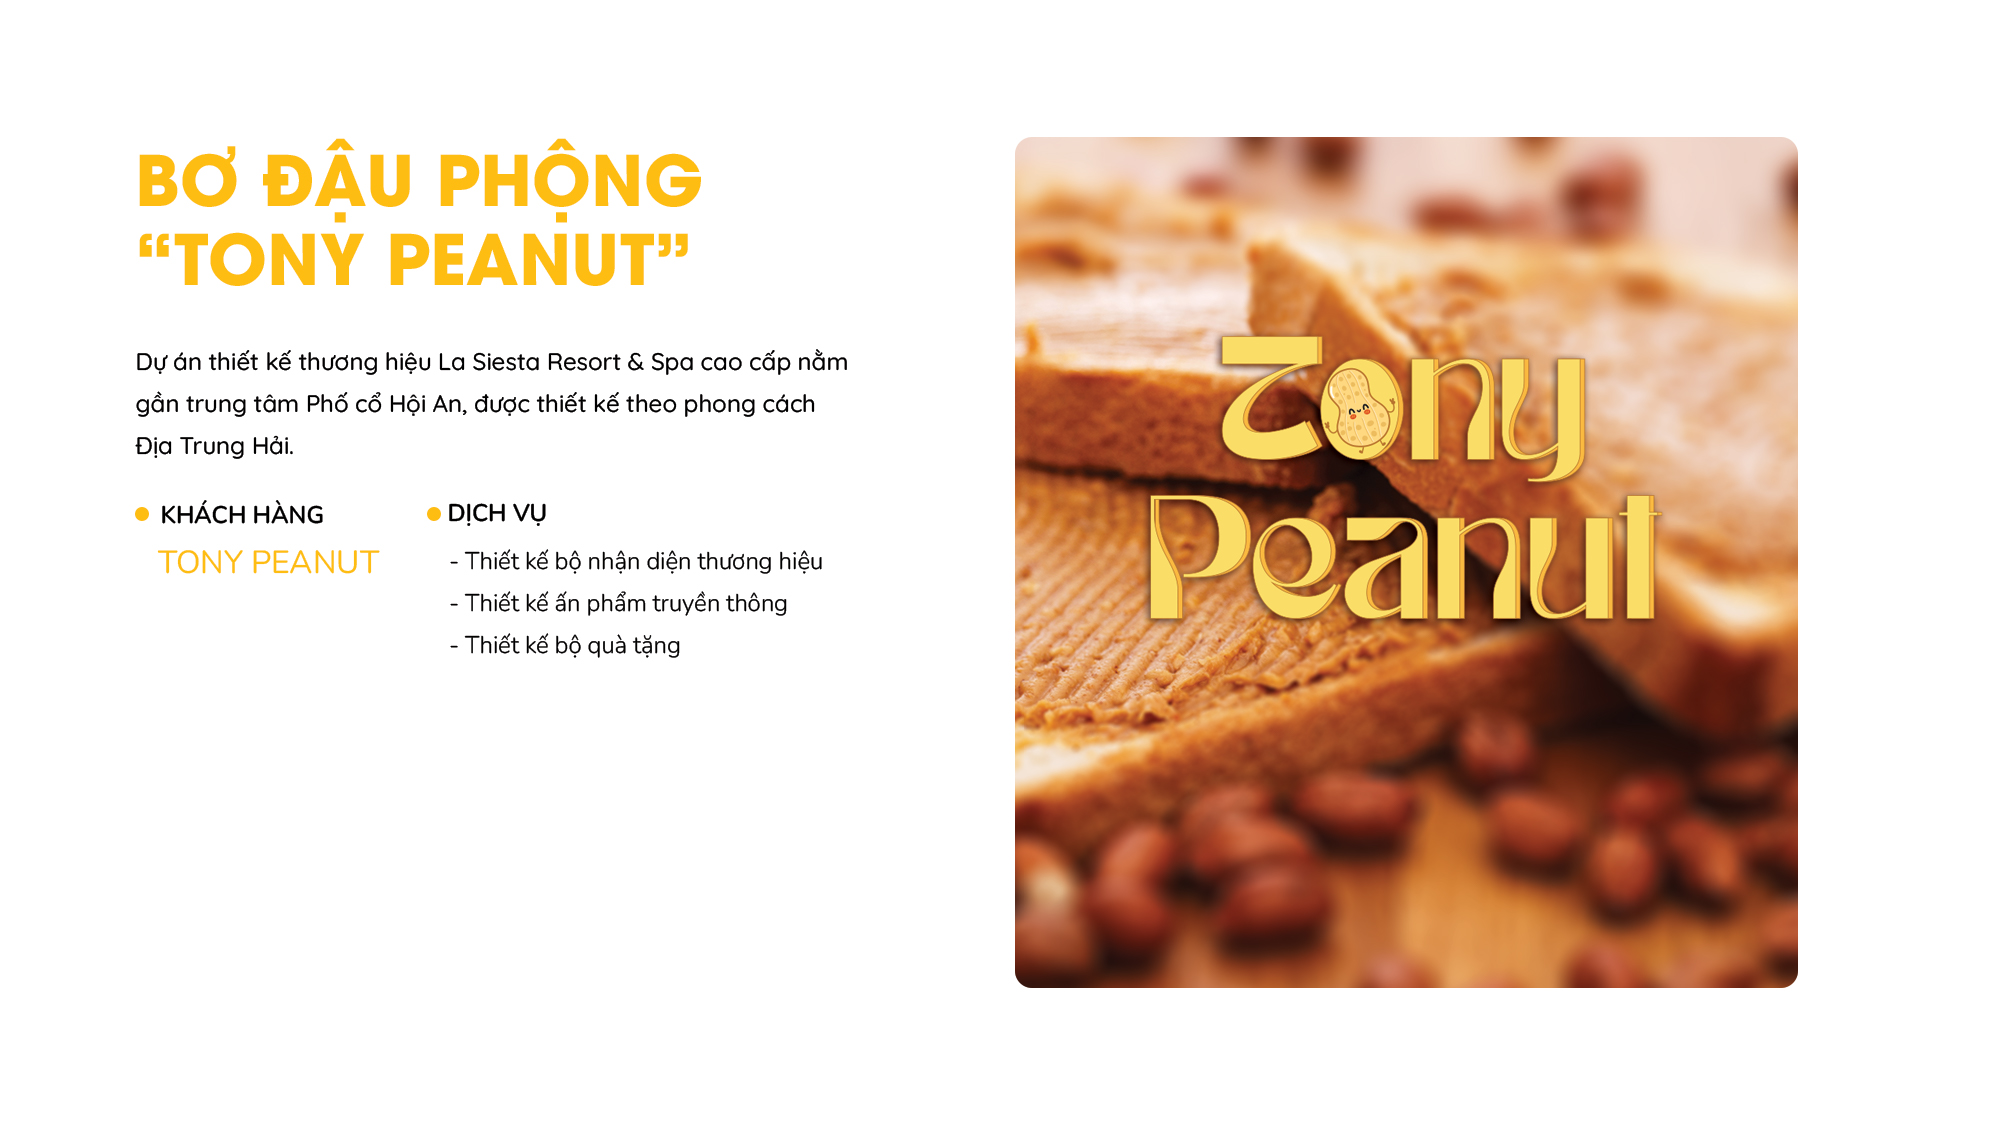 BƠ ĐẬU PHỘNG
“TONY PEANUT”
Dự án thiết kế thương hiệu La Siesta Resort & Spa cao cấp nằm
gần trung tâm Phố cổ Hội An, được thiết kế theo phong cách
Địa Trung Hải.
KHÁCH HÀNG
TONY PEANUT
DỊCH VỤ
- Thiết kế bộ nhận diện thương hiệu
- Thiết kế ấn phẩm truyền thông
- Thiết kế bộ quà tặng
Tony
Peanut